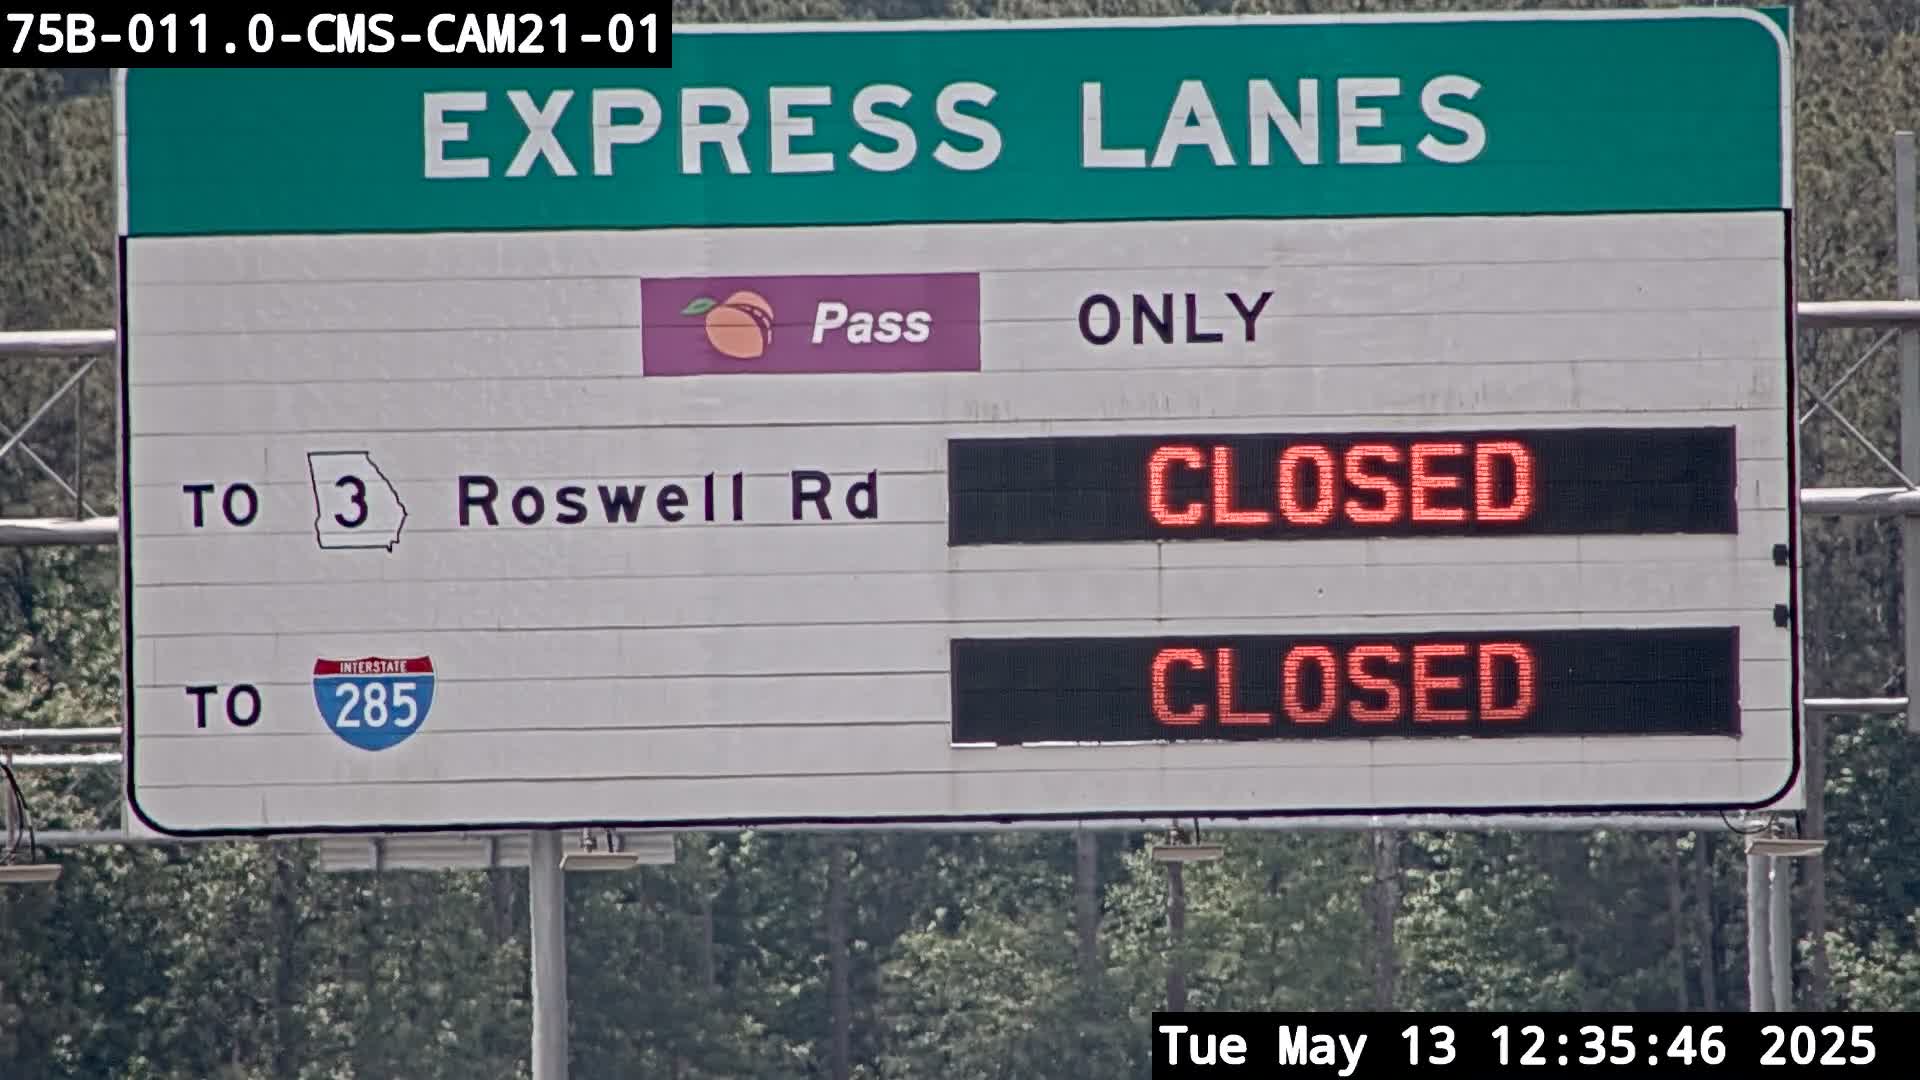 75B-011.0-CMS-CAM21-01
EXPRESS LANES
Pass ONLY
TO 3 Roswell Rd CLOSED
INTERSTATE
TO 285 CLOSED
Tue May 13 12:35:46 2025